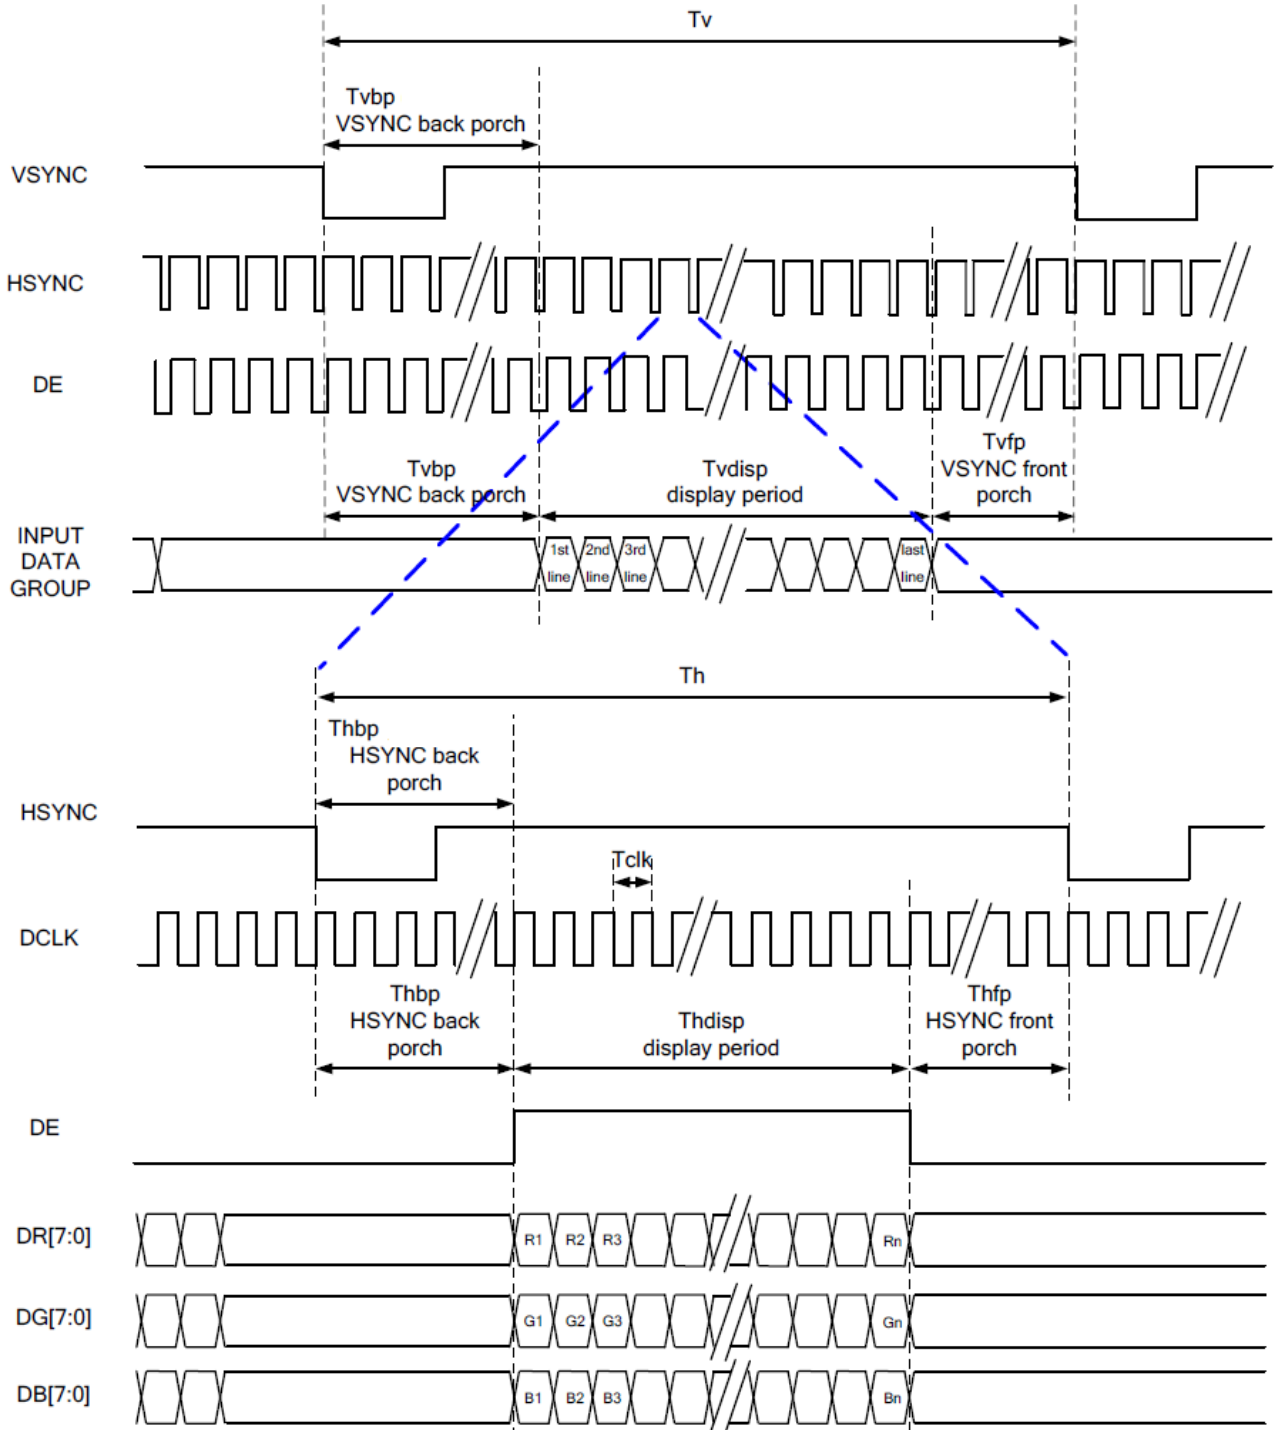 Tv
Tvbp
VSYNC back porch
VSYNC
HSYNC
DE
Tvbp
VSYNC back porch
Tvdisp
display period
Tvfp
VSYNC front
porch
INPUT
DATA
GROUP
1st
line
2nd
line
3rd
line
last
line
Th
Thbp
HSYNC back
porch
HSYNC
Tclk
DCLK
Thbp
HSYNC back
porch
Thdisp
display period
Thfp
HSYNC front
porch
DE
DR[7:0]
R1
R2
R3
Rn
DG[7:0]
G1
G2
G3
Gn
DB[7:0]
B1
B2
B3
Bn